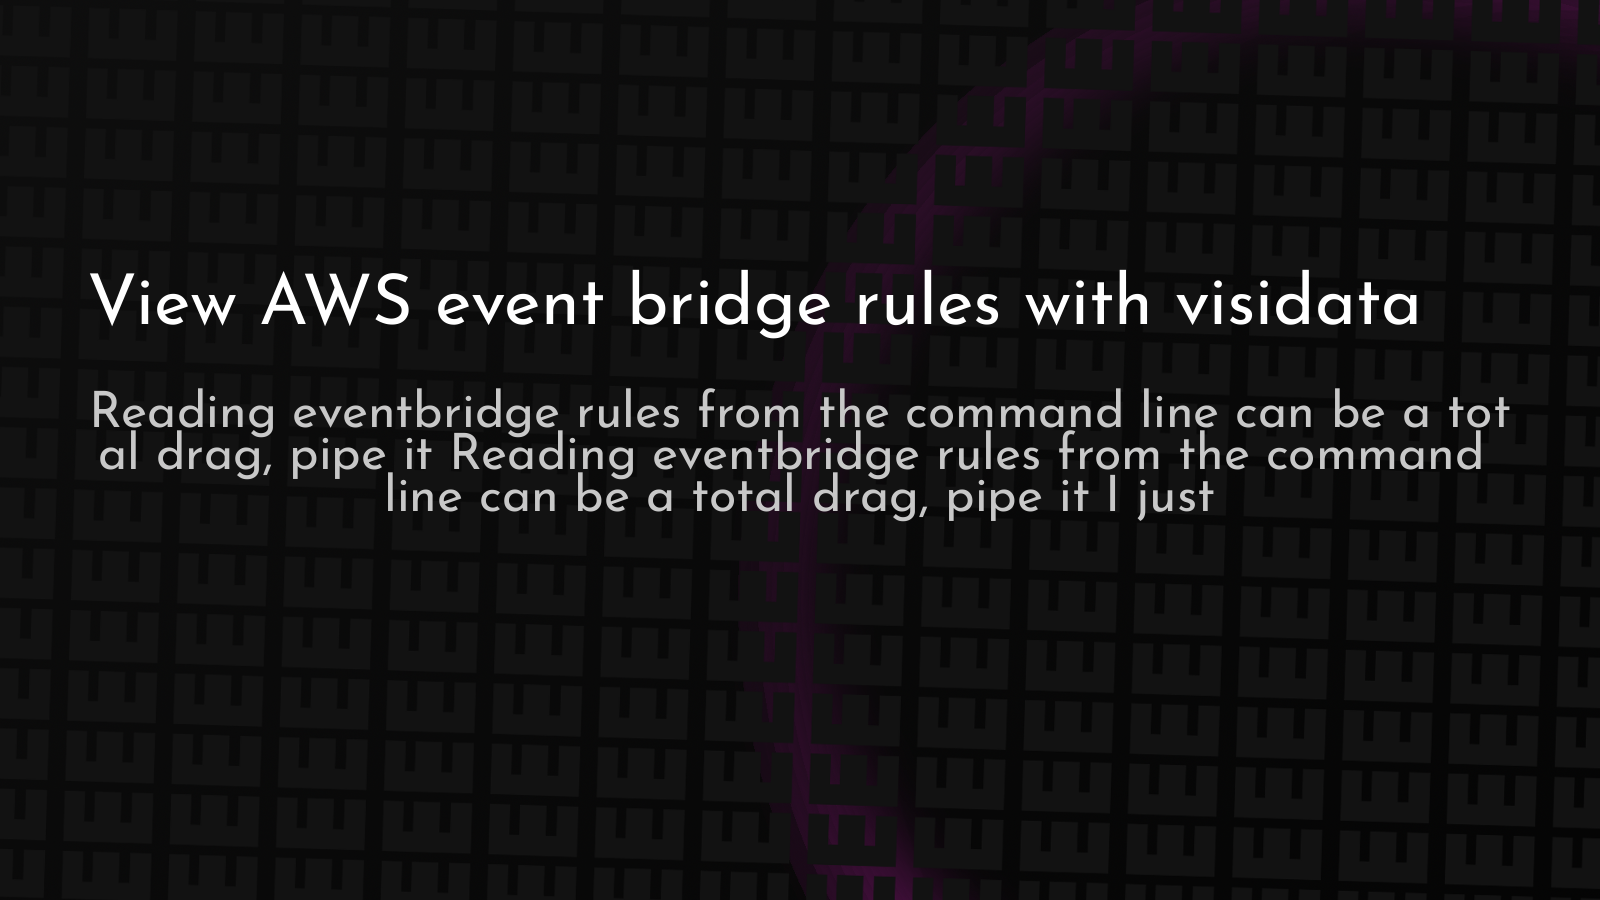 View AWS event bridge rules with visidata
Reading eventbridge rules from the command line can be a tot
al drag, pipe it Reading eventbridge rules from the command
line can be a total drag, pipe it I just